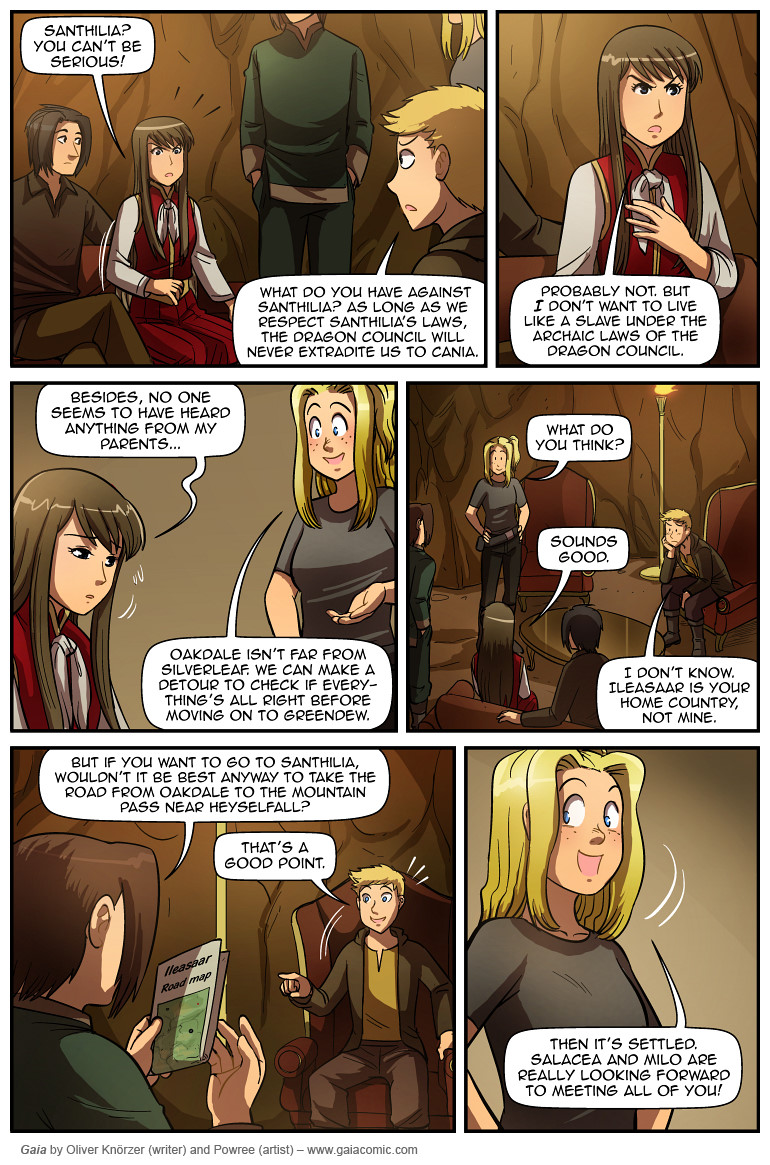 SANTHILIA?
YOU CAN'T BE
SERIOUS!
WHAT DO YOU HAVE AGAINST
SANTHILIA? AS LONG AS WE
RESPECT SANTHILIA'S LAWS,
THE DRAGON COUNCIL WILL
NEVER EXTRADITE US TO CANIA.
PROBABLY NOT. BUT
I DON'T WANT TO LIVE
LIKE A SLAVE UNDER THE
ARCHAIC LAWS OF THE
DRAGON COUNCIL.
BESIDES, NO ONE
SEEMS TO HAVE HEARD
ANYTHING FROM MY
PARENTS...
OAKDALE ISN'T FAR FROM
SILVERLEAF. WE CAN MAKE A
DETOUR TO CHECK IF EVERY-
THING'S ALL RIGHT BEFORE
MOVING ON TO GREENDEW.
WHAT DO
YOU THINK?
SOUNDS
GOOD.
I DON'T KNOW.
ILEASAAR IS YOUR
HOME COUNTRY,
NOT MINE.
BUT IF YOU WANT TO GO TO SANTHILIA,
WOULDN'T IT BE BEST ANYWAY TO TAKE THE
ROAD FROM OAKDALE TO THE MOUNTAIN
PASS NEAR HEYSELFALL?
THAT'S A
GOOD POINT.
Ileasaar
Road map
THEN IT'S SETTLED.
SALACEA AND MILO ARE
REALLY LOOKING FORWARD
TO MEETING ALL OF YOU!
Gaia by Oliver Knörzer (writer) and Powree (artist) – www.gaiacomic.com